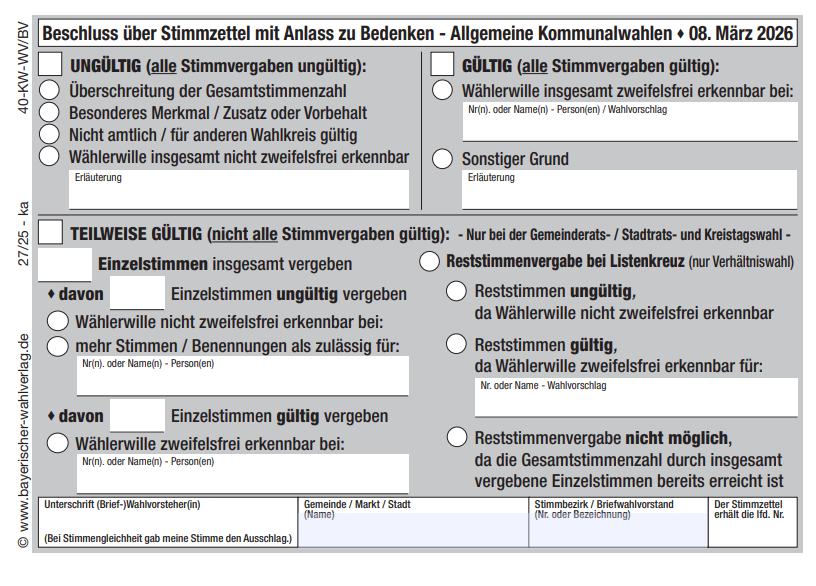 Beschluss über Stimmzettel mit Anlass zu Bedenken - Allgemeine Kommunalwahlen ♦ 08. März 2026
40-KW-WV/BV
27/25 - ka
© www.bayerischer-wahlverlag.de
UNGÜLTIG (alle Stimmvergaben ungültig):
Überschreitung der Gesamtstimmenzahl
Besonderes Merkmal / Zusatz oder Vorbehalt
Nicht amtlich / für anderen Wahlkreis gültig
Wählerwille insgesamt nicht zweifelsfrei erkennbar
Erläuterung
GÜLTIG (alle Stimmvergaben gültig):
Wählerwille insgesamt zweifelsfrei erkennbar bei:
Nr(n). oder Name(n) - Person(en) / Wahlvorschlag
Sonstiger Grund
Erläuterung
TEILWEISE GÜLTIG (nicht alle Stimmvergaben gültig): - Nur bei der Gemeinderats- / Stadtrats- und Kreistagswahl -
Einzelstimmen insgesamt vergeben
♦ davon Einzelstimmen ungültig vergeben
Wählerwille nicht zweifelsfrei erkennbar bei:
mehr Stimmen / Benennungen als zulässig für:
Nr(n). oder Name(n) - Person(en)
♦ davon Einzelstimmen gültig vergeben
Wählerwille zweifelsfrei erkennbar bei:
Nr(n). oder Name(n) - Person(en)
Reststimmenvergabe bei Listenkreuz (nur Verhältniswahl)
Reststimmen ungültig,
da Wählerwille nicht zweifelsfrei erkennbar
Reststimmen gültig,
da Wählerwille zweifelsfrei erkennbar für:
Nr. oder Name - Wahlvorschlag
Reststimmenvergabe nicht möglich,
da die Gesamtstimmenzahl durch insgesamt
vergebene Einzelstimmen bereits erreicht ist
Unterschrift (Brief-)Wahlvorsteher(in)
(Bei Stimmengleichheit gab meine Stimme den Ausschlag.)
Gemeinde / Markt / Stadt
(Name)
Stimmbezirk / Briefwahlvorstand
(Nr. oder Bezeichnung)
Der Stimmzettel
erhält die lfd. Nr.